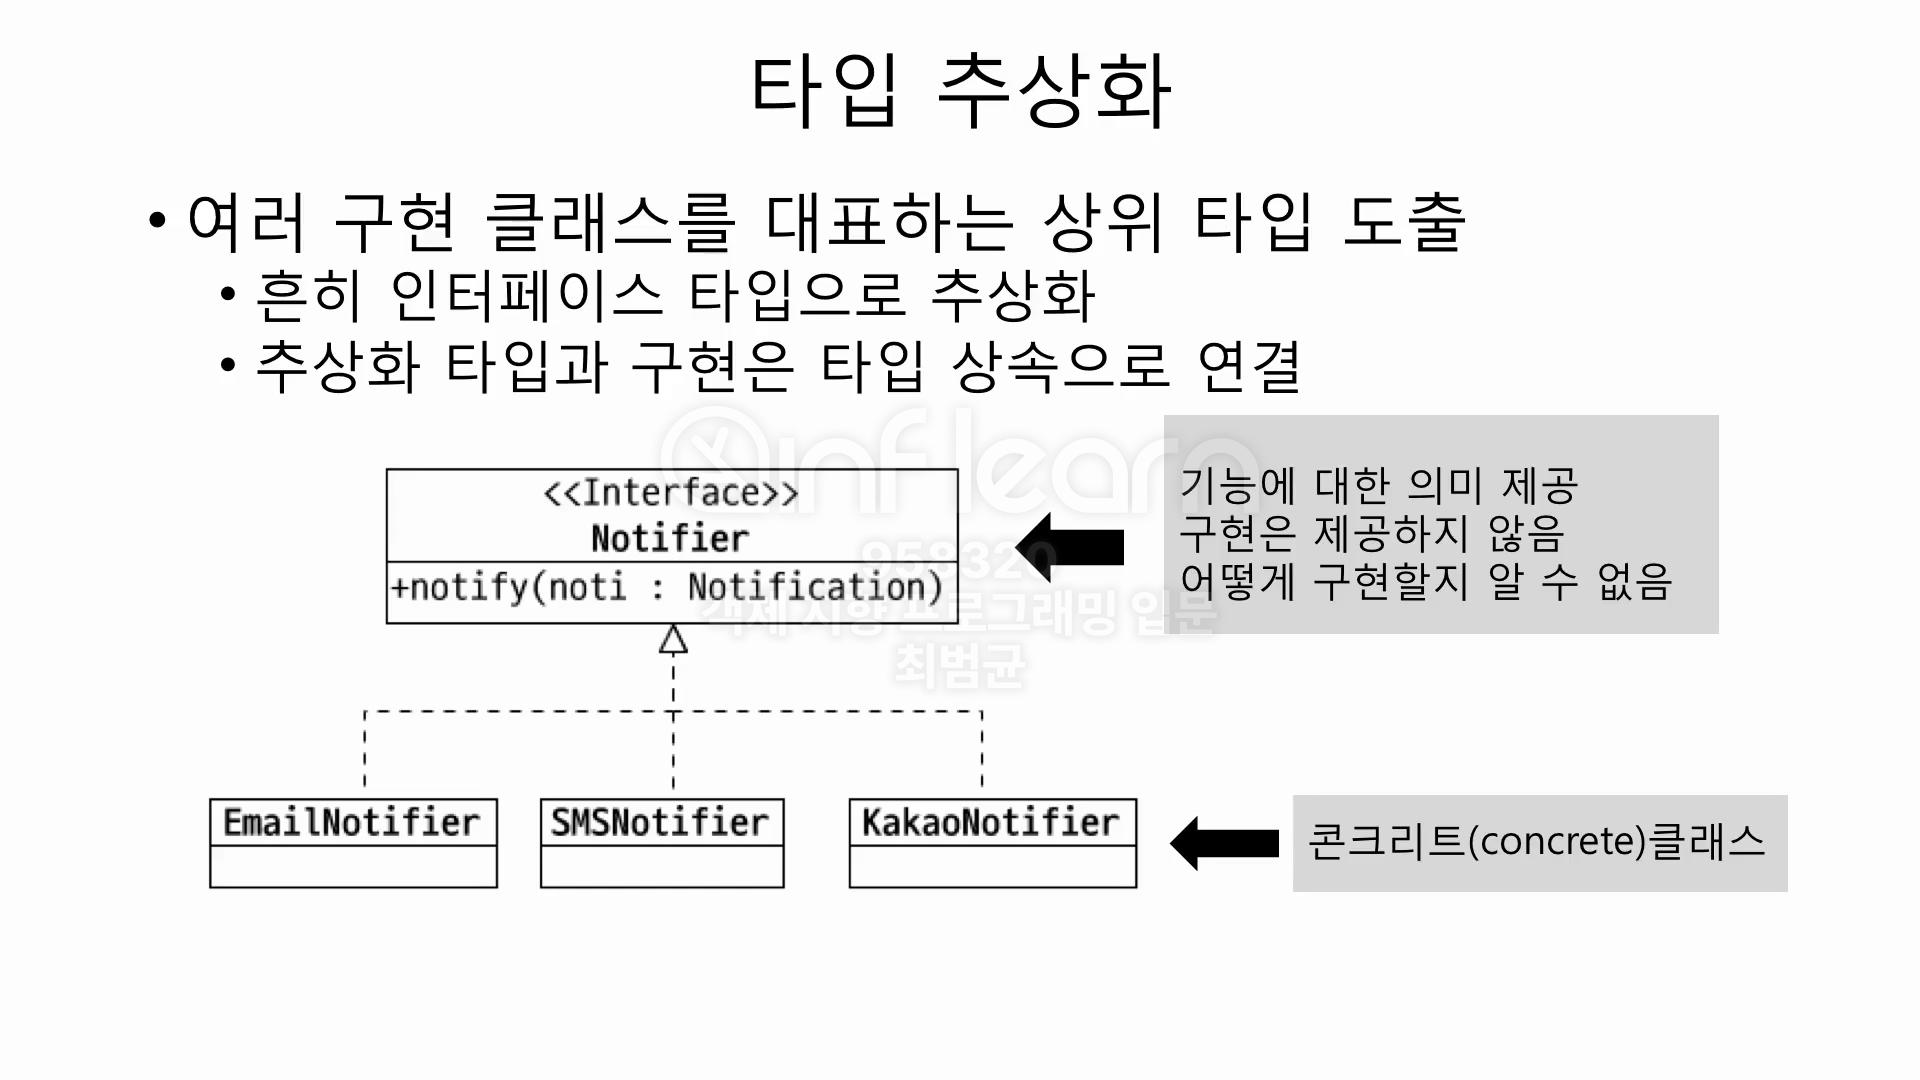 타입 추상화
• 여러 구현 클래스를 대표하는 상위 타입 도출
• 흔히 인터페이스 타입으로 추상화
• 추상화 타입과 구현은 타입 상속으로 연결
inflearn
958320
객체 지향 프로그래밍 입문
최범균
<<Interface>>
Notifier
+notify(noti : Notification)
기능에 대한 의미 제공
구현은 제공하지 않음
어떻게 구현할지 알 수 없음
EmailNotifier
SMSNotifier
KakaoNotifier
콘크리트(concrete)클래스